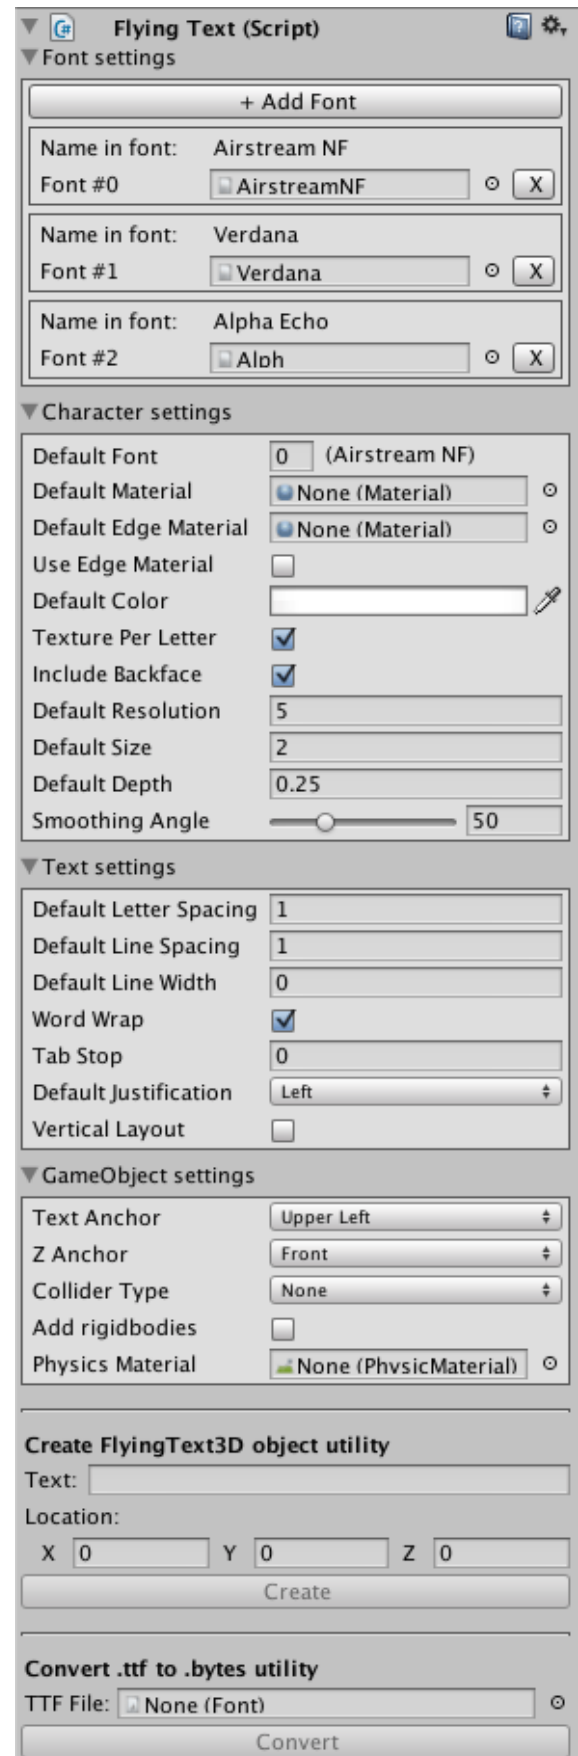 Flying Text (Script)
Font settings
+ Add Font
Name in font: Airstream NF
Font #0 AirstreamNF X
Name in font: Verdana
Font #1 Verdana X
Name in font: Alpha Echo
Font #2 Alph X
Character settings
Default Font 0 (Airstream NF)
Default Material None (Material)
Default Edge Material None (Material)
Use Edge Material
Default Color
Texture Per Letter
Include Backface
Default Resolution 5
Default Size 2
Default Depth 0.25
Smoothing Angle 50
Text settings
Default Letter Spacing 1
Default Line Spacing 1
Default Line Width 0
Word Wrap
Tab Stop 0
Default Justification Left
Vertical Layout
GameObject settings
Text Anchor Upper Left
Z Anchor Front
Collider Type None
Add rigidbodies
Physics Material None (PhysicMaterial)
Create FlyingText3D object utility
Text:
Location:
X 0 Y 0 Z 0
Create
Convert .ttf to .bytes utility
TTF File: None (Font)
Convert